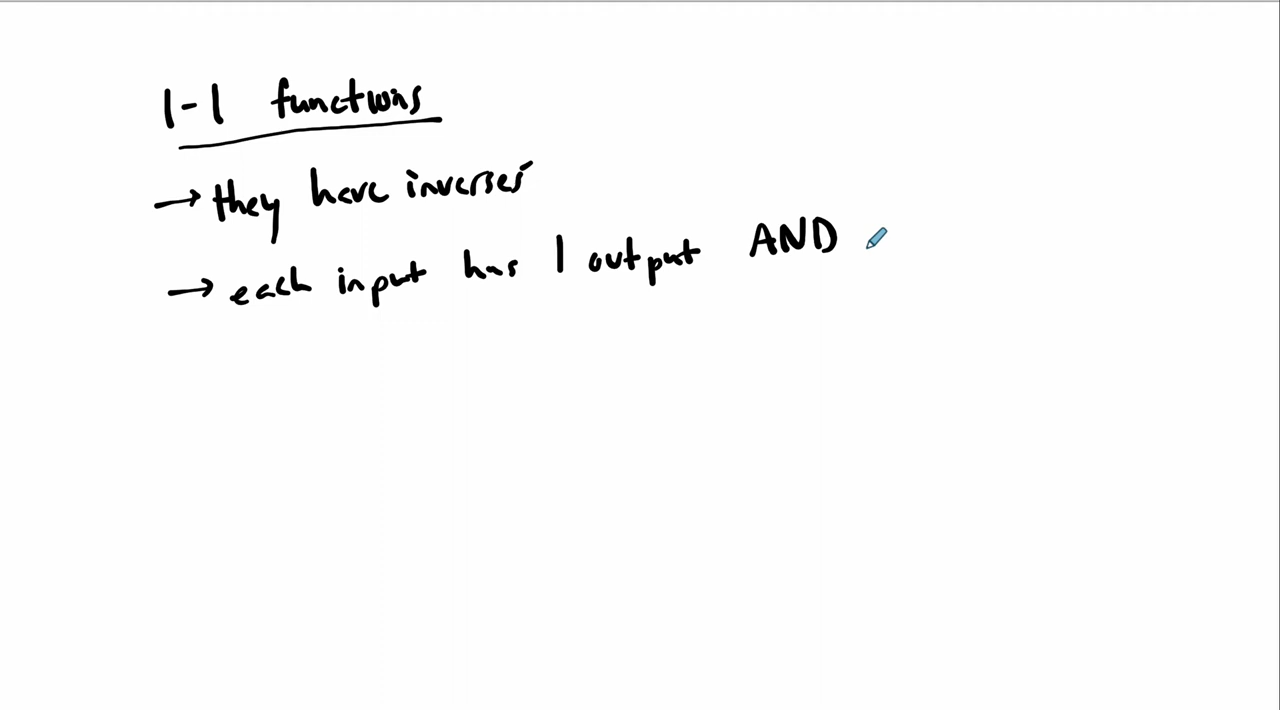 1-1 functions
→ they have inverses
→ each input has 1 output AND